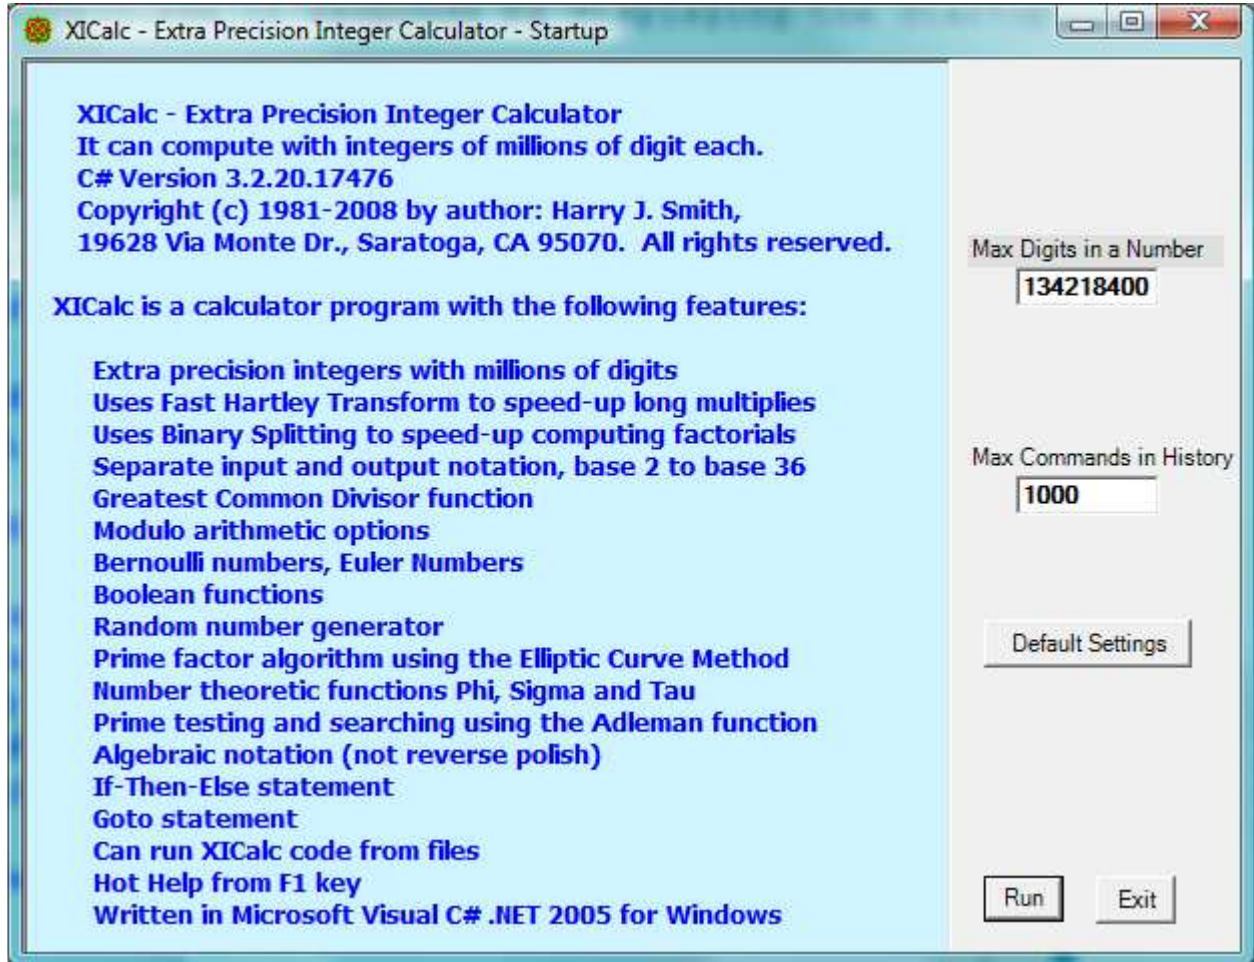 XICalc - Extra Precision Integer Calculator - Startup
XICalc - Extra Precision Integer Calculator
It can compute with integers of millions of digit each.
C# Version 3.2.20.17476
Copyright (c) 1981-2008 by author: Harry J. Smith,
19628 Via Monte Dr., Saratoga, CA 95070.  All rights reserved.
XICalc is a calculator program with the following features:
Extra precision integers with millions of digits
Uses Fast Hartley Transform to speed-up long multiplies
Uses Binary Splitting to speed-up computing factorials
Separate input and output notation, base 2 to base 36
Greatest Common Divisor function
Modulo arithmetic options
Bernoulli numbers, Euler Numbers
Boolean functions
Random number generator
Prime factor algorithm using the Elliptic Curve Method
Number theoretic functions Phi, Sigma and Tau
Prime testing and searching using the Adleman function
Algebraic notation (not reverse polish)
If-Then-Else statement
Goto statement
Can run XICalc code from files
Hot Help from F1 key
Written in Microsoft Visual C# .NET 2005 for Windows
Max Digits in a Number
134218400
Max Commands in History
1000
Default Settings
Run
Exit